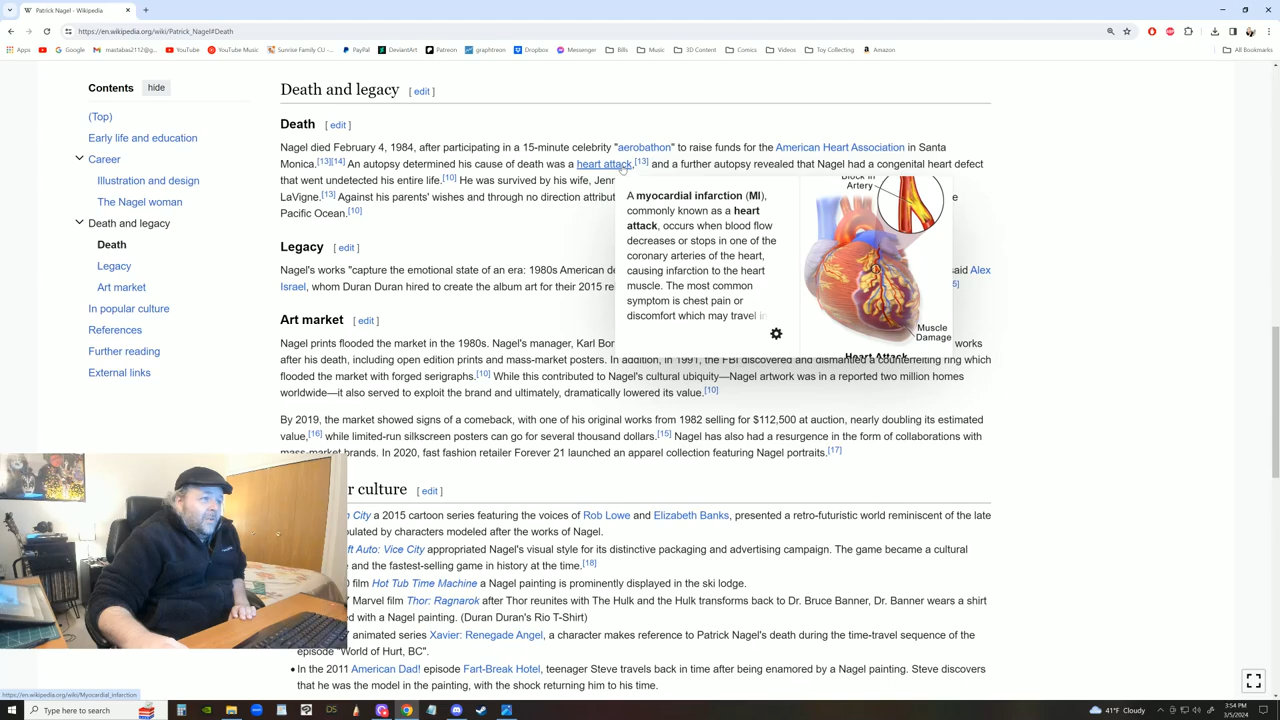 Patrick Nagel - Wikipedia
https://en.wikipedia.org/wiki/Patrick_Nagel#Death
Apps
Google
mastabas2112@g...
YouTube
YouTube Music
Sunrise Family CU -...
PayPal
DeviantArt
Patreon
graphtreon
Dropbox
Messenger
Bills
Music
3D Content
Comics
Videos
Toy Collecting
Amazon
All Bookmarks
Contents hide
(Top)
Early life and education
Career
Illustration and design
The Nagel woman
Death and legacy
Death
Legacy
Art market
In popular culture
References
Further reading
External links
Death and legacy [ edit ]
Death [ edit ]
Nagel died February 4, 1984, after participating in a 15-minute celebrity "aerobathon" to raise funds for the American Heart Association in Santa
Monica.[13][14] An autopsy determined his cause of death was a heart attack,[13] and a further autopsy revealed that Nagel had a congenital heart defect
that went undetected his entire life.[10] He was survived by his wife, Jenn
LaVigne.[13] Against his parents' wishes and through no direction attribut
Pacific Ocean.[10]
A myocardial infarction (MI),
commonly known as a heart
attack, occurs when blood flow
decreases or stops in one of the
coronary arteries of the heart,
causing infarction to the heart
muscle. The most common
symptom is chest pain or
discomfort which may travel in
Block in
Artery
Muscle
Damage
Heart Attack
Legacy [ edit ]
Nagel's works "capture the emotional state of an era: 1980s American de
said Alex
Israel, whom Duran Duran hired to create the album art for their 2015 re
5]
Art market [ edit ]
Nagel prints flooded the market in the 1980s. Nagel's manager, Karl Bor
works
after his death, including open edition prints and mass-market posters. In addition, in 1991, the FBI discovered and dismantled a counterfeiting ring which
flooded the market with forged serigraphs.[10] While this contributed to Nagel's cultural ubiquity—Nagel artwork was in a reported two million homes
worldwide—it also served to exploit the brand and ultimately, dramatically lowered its value.[10]
By 2019, the market showed signs of a comeback, with one of his original works from 1982 selling for $112,500 at auction, nearly doubling its estimated
value,[16] while limited-run silkscreen posters can go for several thousand dollars.[15] Nagel has also had a resurgence in the form of collaborations with
mass-market brands. In 2020, fast fashion retailer Forever 21 launched an apparel collection featuring Nagel portraits.[17]
r culture [ edit ]
n City a 2015 cartoon series featuring the voices of Rob Lowe and Elizabeth Banks, presented a retro-futuristic world reminiscent of the late
pulated by characters modeled after the works of Nagel.
ft Auto: Vice City appropriated Nagel's visual style for its distinctive packaging and advertising campaign. The game became a cultural
e and the fastest-selling game in history at the time.[18]
0 film Hot Tub Time Machine a Nagel painting is prominently displayed in the ski lodge.
7 Marvel film Thor: Ragnarok after Thor reunites with The Hulk and the Hulk transforms back to Dr. Bruce Banner, Dr. Banner wears a shirt
d with a Nagel painting. (Duran Duran's Rio T-Shirt)
7 animated series Xavier: Renegade Angel, a character makes reference to Patrick Nagel's death during the time-travel sequence of the
episode "World of Hurt, BC".
In the 2011 American Dad! episode Fart-Break Hotel, teenager Steve travels back in time after being enamored by a Nagel painting. Steve discovers
that he was the model in the painting, with the shock returning him to his time.
https://en.wikipedia.org/wiki/Myocardial_infarction
Type here to search
41°F Cloudy
3:54 PM
3/5/2024